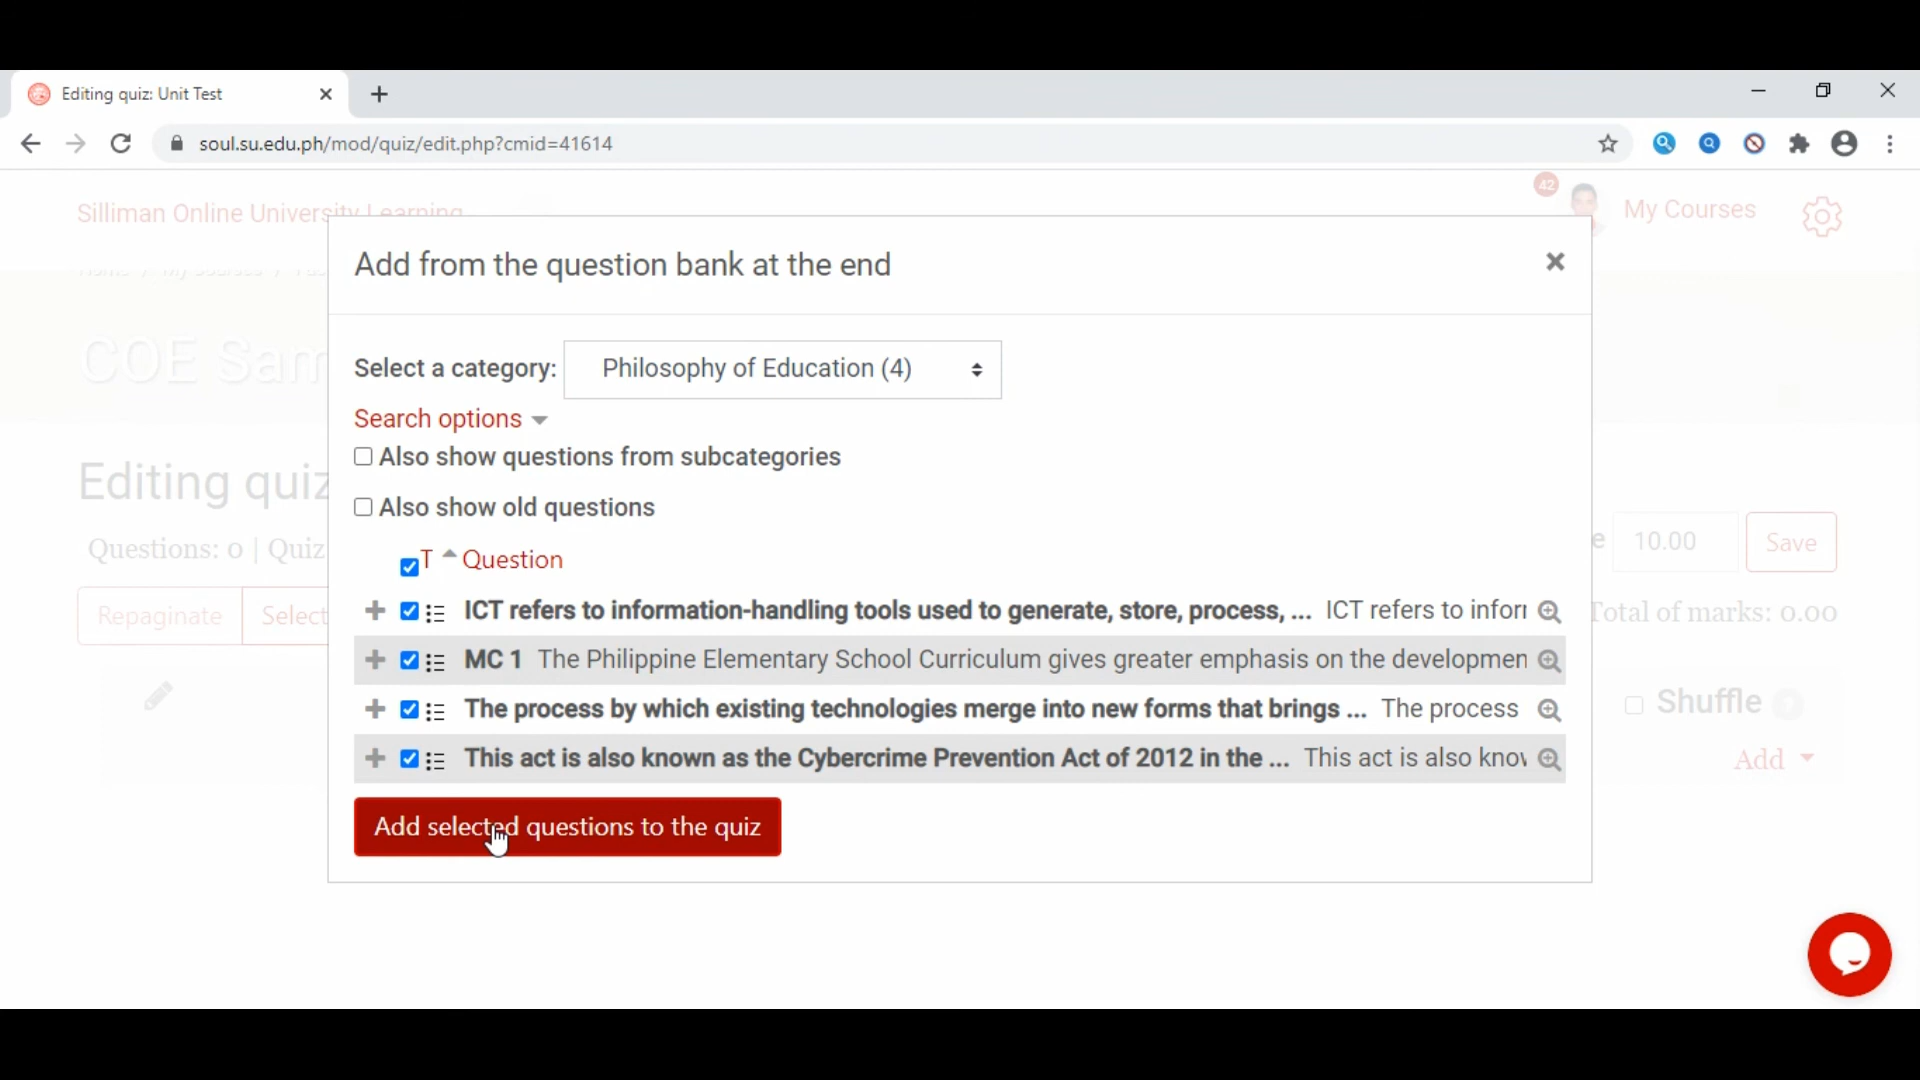 Editing quiz: Unit Test
soul.su.edu.ph/mod/quiz/edit.php?cmid=41614
42
Silliman Online University Learning
My Courses
Add from the question bank at the end
COE Sam
Select a category: Philosophy of Education (4)
Search options
Also show questions from subcategories
Editing quiz
Also show old questions
Questions: 0 | Quiz
e 10.00 Save
T Question
Repaginate Select
ICT refers to information-handling tools used to generate, store, process, ... ICT refers to infor
Total of marks: 0.00
MC 1 The Philippine Elementary School Curriculum gives greater emphasis on the developmen
The process by which existing technologies merge into new forms that brings ... The process
Shuffle
This act is also known as the Cybercrime Prevention Act of 2012 in the ... This act is also know
Add
Add selected questions to the quiz